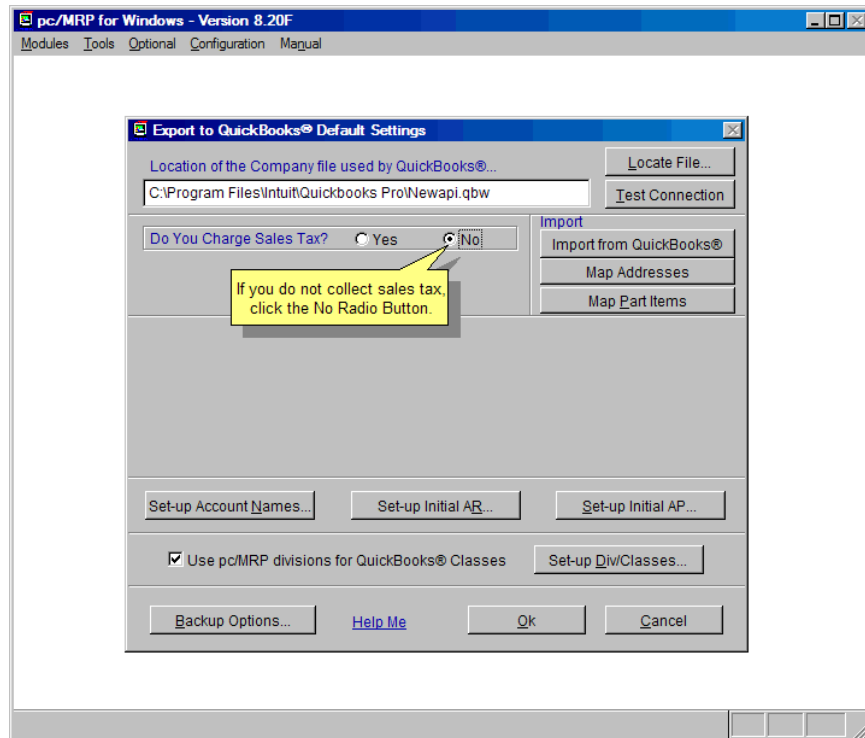 pc/MRP for Windows - Version 8.20F
Modules Tools Optional Configuration Manual
Export to QuickBooks® Default Settings
Location of the Company file used by QuickBooks®...
Locate File...
C:\Program Files\Intuit\Quickbooks Pro\Newapi.qbw
Test Connection
Do You Charge Sales Tax? Yes No
Import
Import from QuickBooks®
Map Addresses
Map Part Items
If you do not collect sales tax,
click the No Radio Button.
Set-up Account Names... Set-up Initial AR... Set-up Initial AP...
Use pc/MRP divisions for QuickBooks® Classes Set-up Div/Classes...
Backup Options... Help Me Ok Cancel